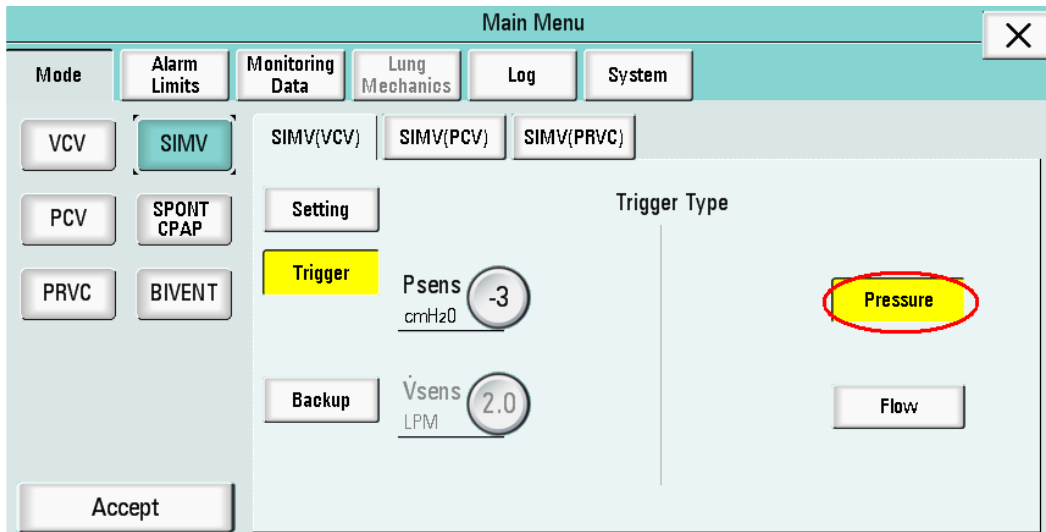 Main Menu
Mode
Alarm
Limits
Monitoring
Data
Lung
Mechanics
Log
System
VCV
SIMV
PCV
SPONT
CPAP
PRVC
BIVENT
SIMV(VCV)
SIMV(PCV)
SIMV(PRVC)
Setting
Trigger Type
Trigger
Psens
cmH₂O
-3
Pressure
Backup
V̇sens
LPM
2.0
Flow
Accept